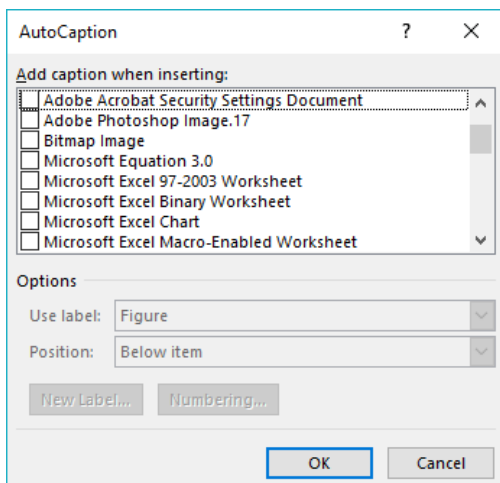 AutoCaption
Add caption when inserting:
Adobe Acrobat Security Settings Document
Adobe Photoshop Image.17
Bitmap Image
Microsoft Equation 3.0
Microsoft Excel 97-2003 Worksheet
Microsoft Excel Binary Worksheet
Microsoft Excel Chart
Microsoft Excel Macro-Enabled Worksheet
Options
Use label: Figure
Position: Below item
New Label... Numbering...
OK Cancel